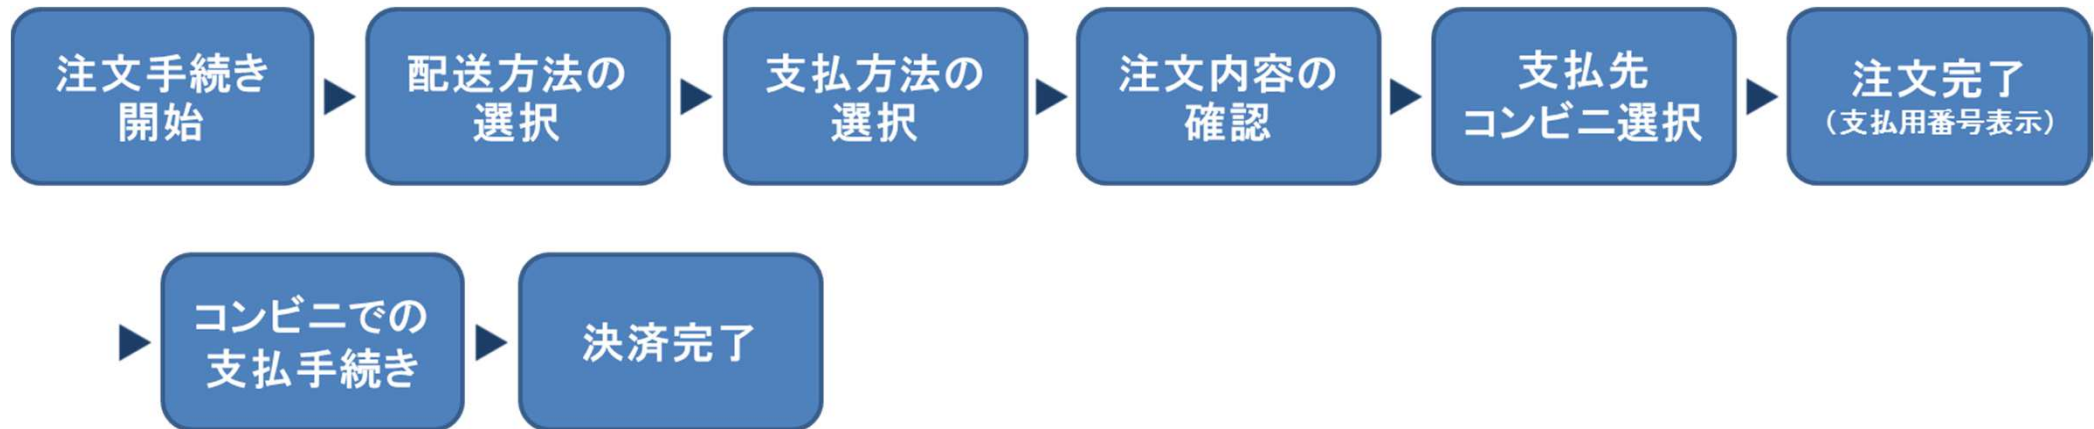 注文手続き
開始
配送方法の
選択
支払方法の
選択
注文内容の
確認
支払先
コンビニ選択
注文完了
（支払用番号表示）
コンビニでの
支払手続き
決済完了